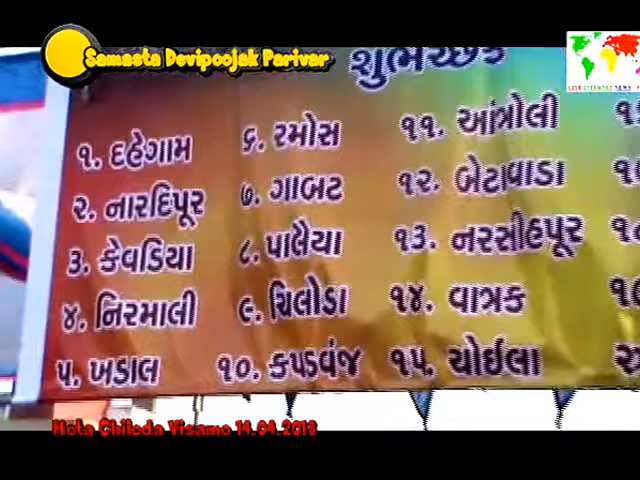 Samasta Devipoojak Parivar
શુભેચ્છક
૧. દહેગામ
૨. નારદિપૂર
૩. કેવડિયા
૪. નિરમાલી
૫. ખડાલ
૬. રમોસ
૭. ગાબટ
૮. પાલૈયા
૯. ચિલોડા
૧૦. કપડવંજ
૧૧. આંત્રોલી
૧૨. બેટાવાડા
૧૩. નરસીહપૂર
૧૪. વાત્રક
૧૫. ચોઈલા
Mota Chiloda Visamo 14.04.2018